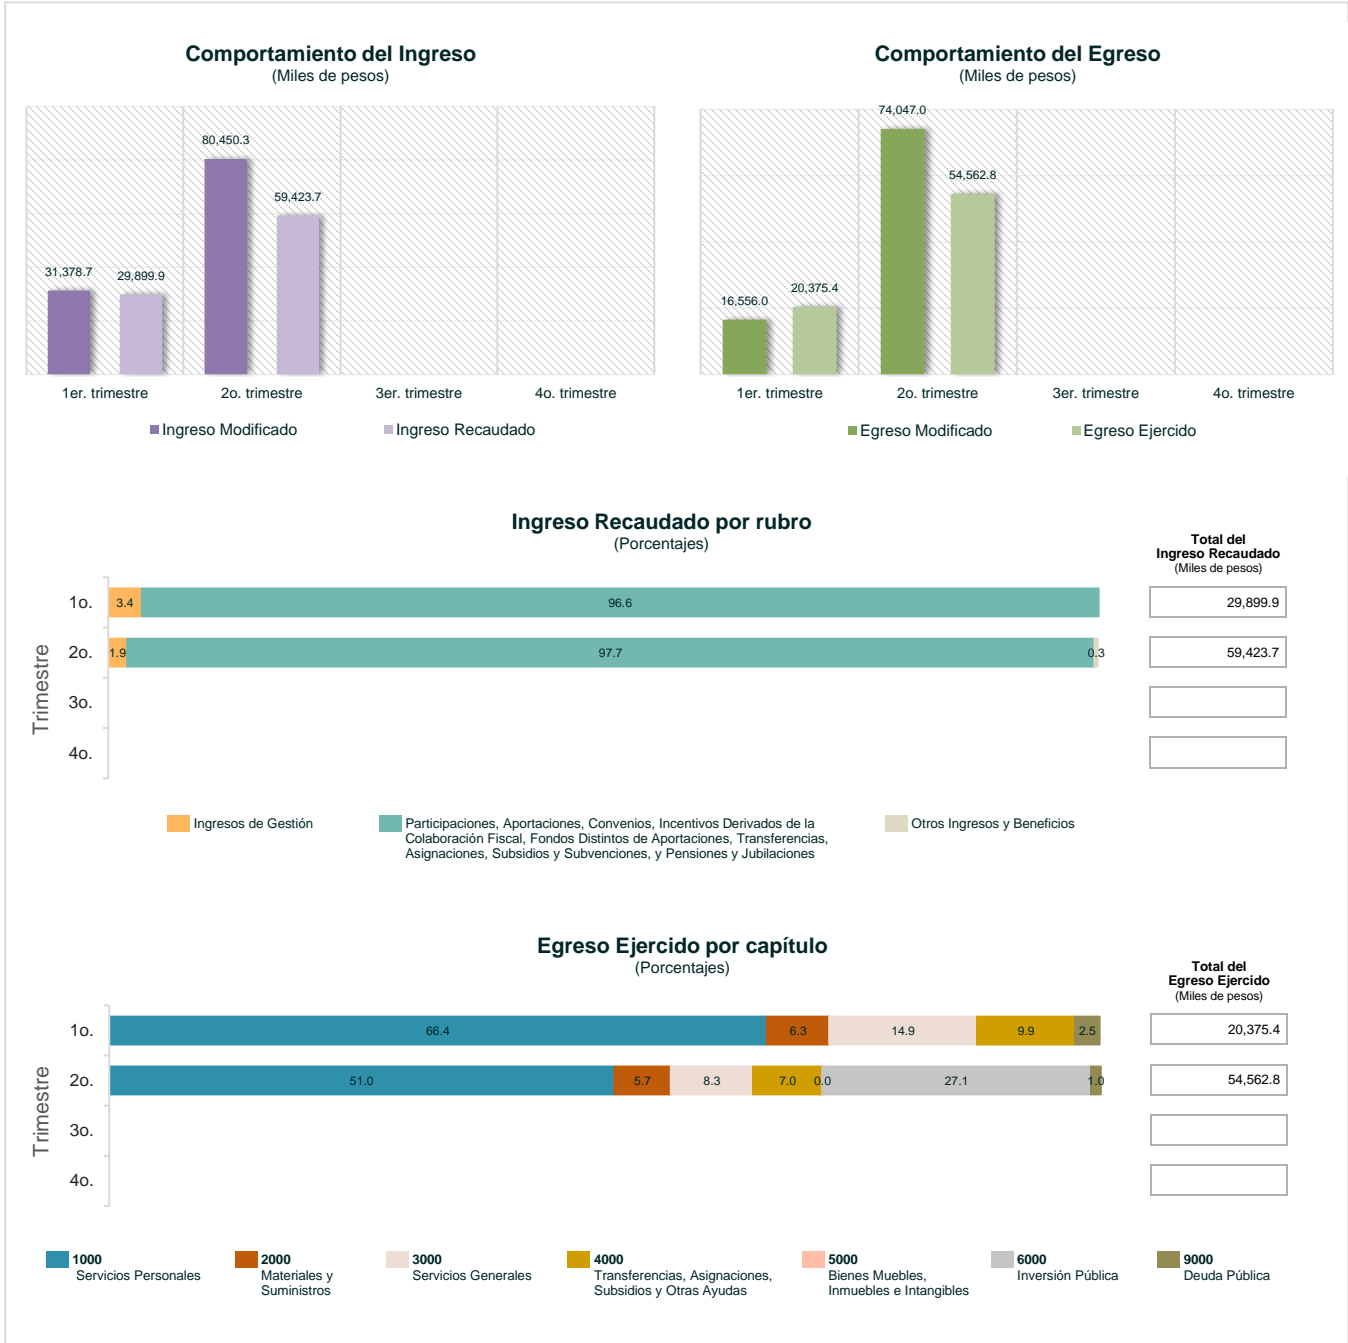 Comportamiento del Ingreso
(Miles de pesos)
80,450.3
59,423.7
31,378.7
29,899.9
1er. trimestre
2o. trimestre
3er. trimestre
4o. trimestre
Ingreso Modificado
Ingreso Recaudado
Comportamiento del Egreso
(Miles de pesos)
74,047.0
54,562.8
16,556.0
20,375.4
1er. trimestre
2o. trimestre
3er. trimestre
4o. trimestre
Egreso Modificado
Egreso Ejercido
Ingreso Recaudado por rubro
(Porcentajes)
Total del
Ingreso Recaudado
(Miles de pesos)
Trimestre
1o.
3.4
96.6
29,899.9
2o.
1.9
97.7
0.3
59,423.7
3o.
4o.
Ingresos de Gestión
Participaciones, Aportaciones, Convenios, Incentivos Derivados de la
Colaboración Fiscal, Fondos Distintos de Aportaciones, Transferencias,
Asignaciones, Subsidios y Subvenciones, y Pensiones y Jubilaciones
Otros Ingresos y Beneficios
Egreso Ejercido por capítulo
(Porcentajes)
Total del
Egreso Ejercido
(Miles de pesos)
Trimestre
1o.
66.4
6.3
14.9
9.9
2.5
20,375.4
2o.
51.0
5.7
8.3
7.0
0.0
27.1
1.0
54,562.8
3o.
4o.
1000
Servicios Personales
2000
Materiales y
Suministros
3000
Servicios Generales
4000
Transferencias, Asignaciones,
Subsidios y Otras Ayudas
5000
Bienes Muebles,
Inmuebles e Intangibles
6000
Inversión Pública
9000
Deuda Pública